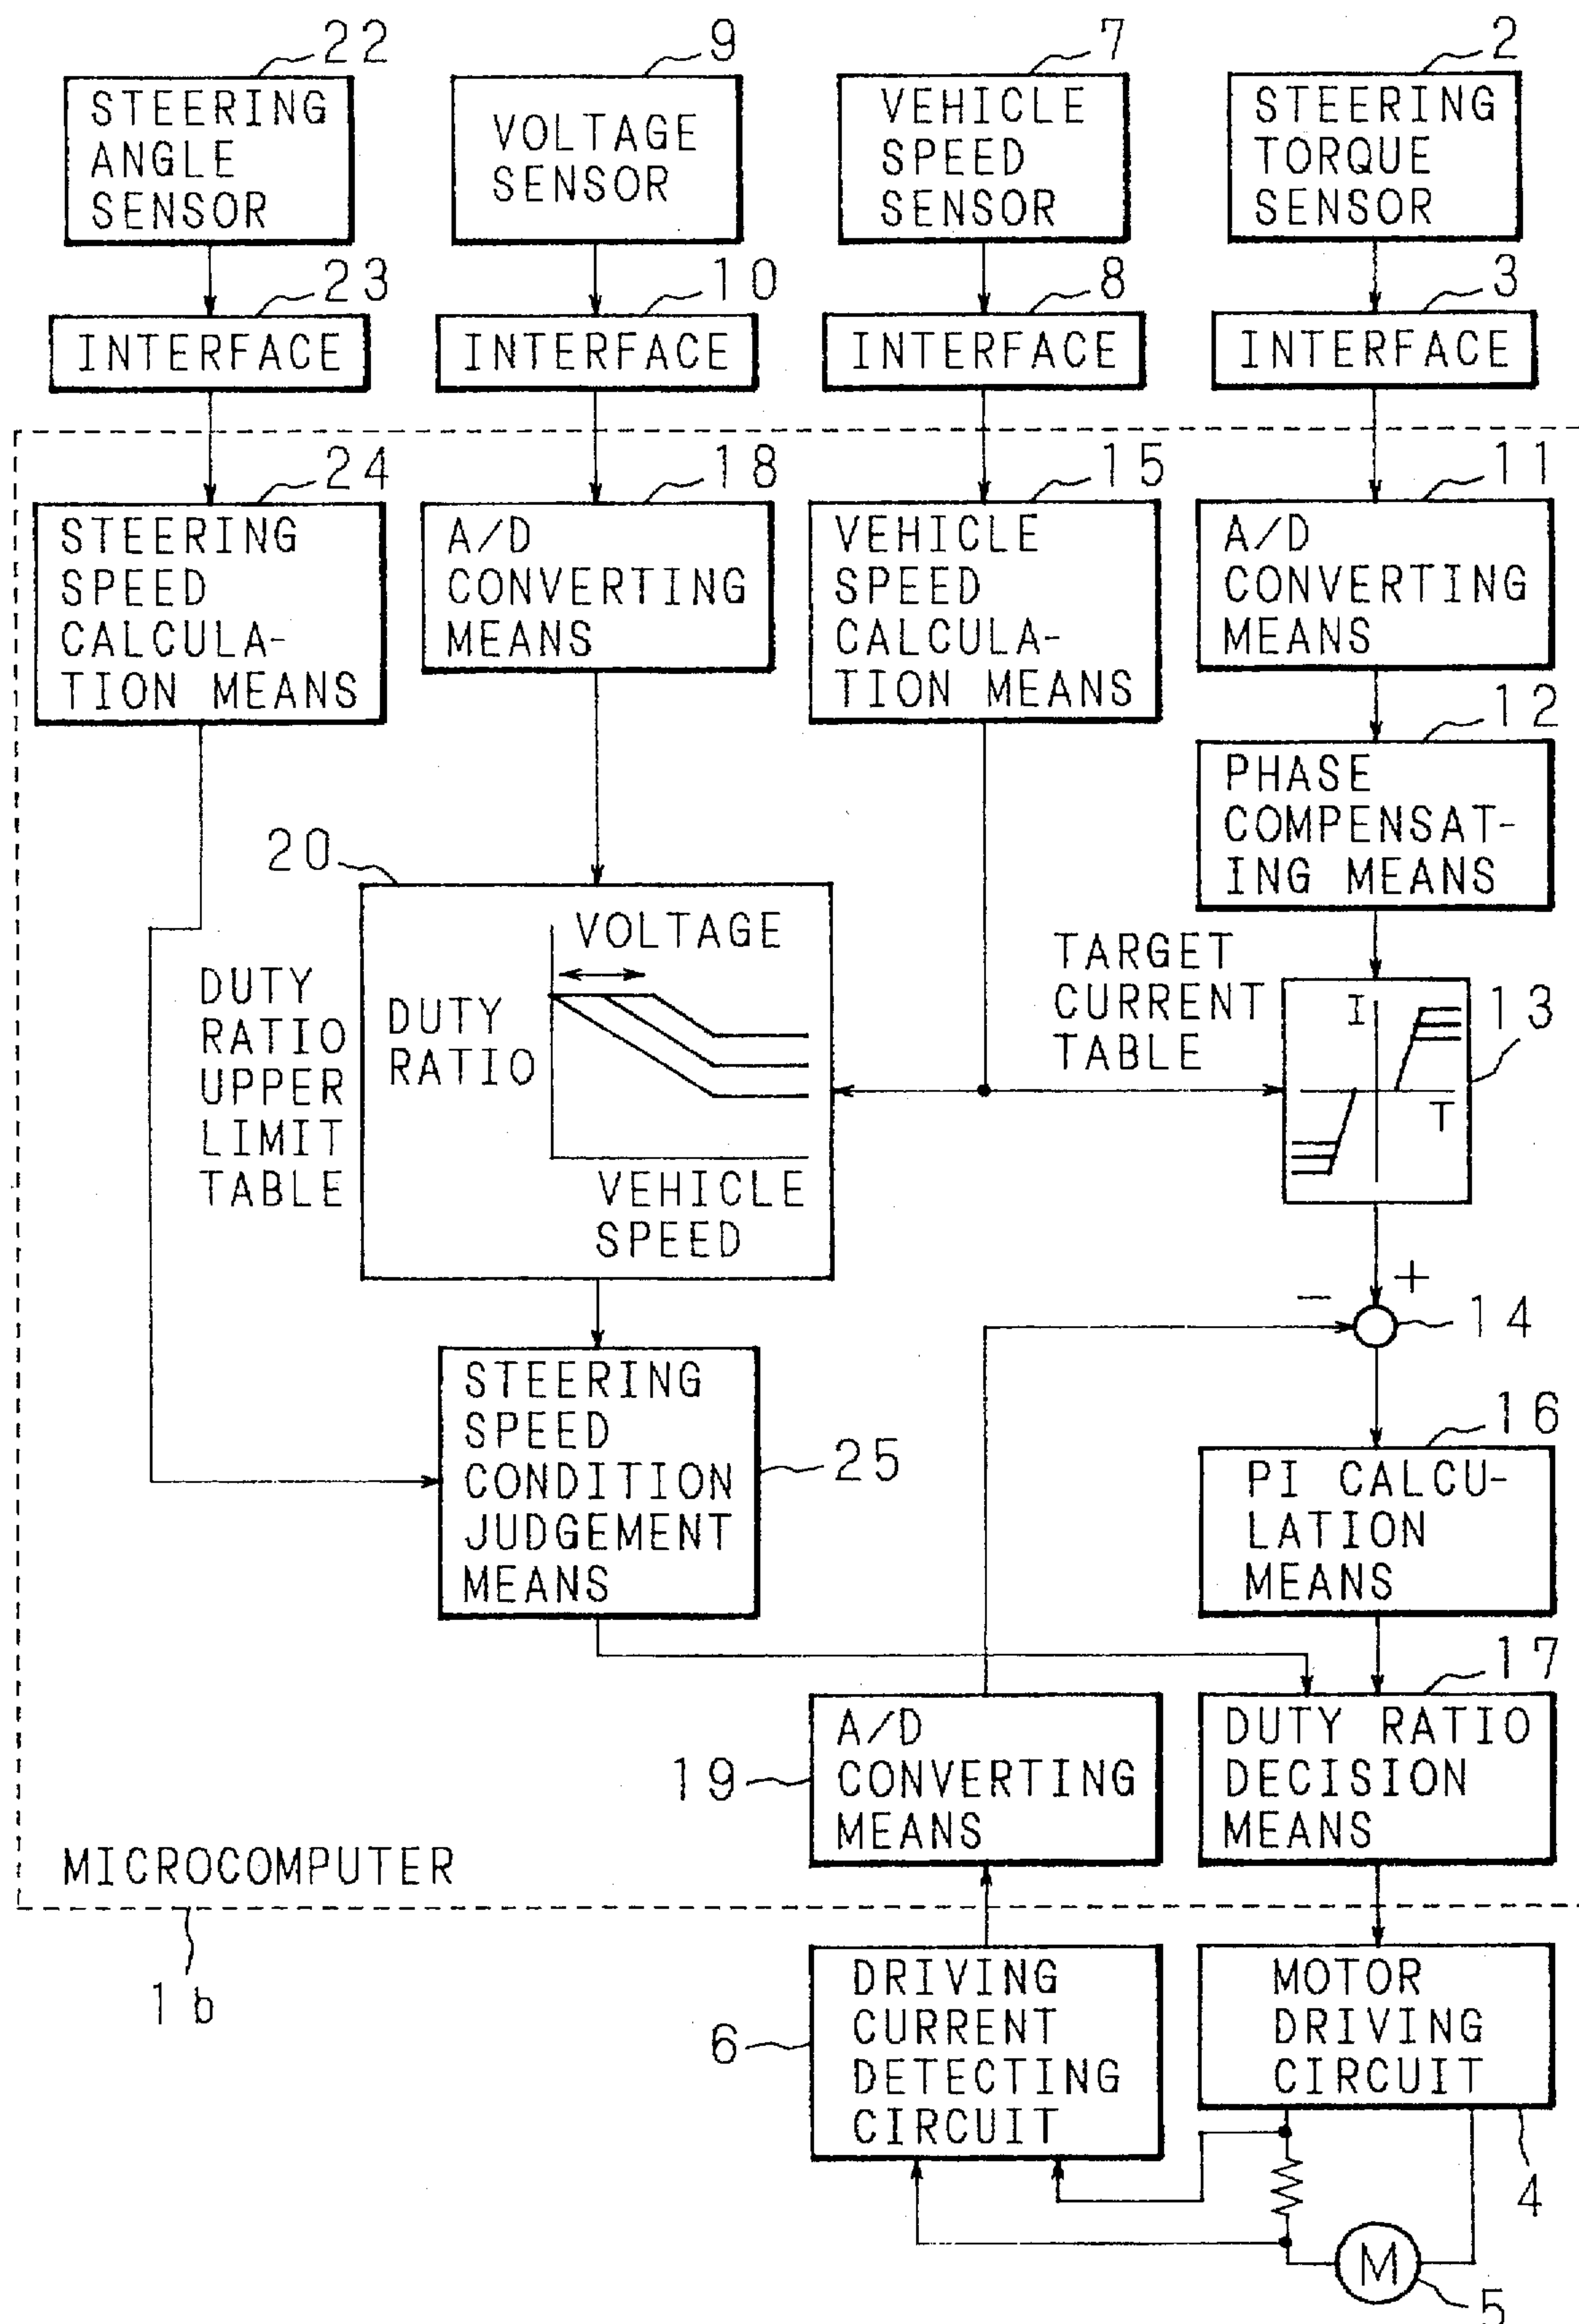 22
9
7
2
STEERING
ANGLE
SENSOR
VOLTAGE
SENSOR
VEHICLE
SPEED
SENSOR
STEERING
TORQUE
SENSOR
23
10
8
3
INTERFACE
INTERFACE
INTERFACE
INTERFACE
24
18
15
11
STEERING
SPEED
CALCULA-
TION MEANS
A/D
CONVERTING
MEANS
VEHICLE
SPEED
CALCULA-
TION MEANS
A/D
CONVERTING
MEANS
12
PHASE
COMPENSAT-
ING MEANS
20
DUTY
RATIO
UPPER
LIMIT
TABLE
VOLTAGE
DUTY
RATIO
VEHICLE
SPEED
TARGET
CURRENT
TABLE
I
T
13
- +
14
STEERING
SPEED
CONDITION
JUDGEMENT
MEANS
25
16
PI CALCU-
LATION
MEANS
17
19
A/D
CONVERTING
MEANS
DUTY RATIO
DECISION
MEANS
MICROCOMPUTER
1b
6
DRIVING
CURRENT
DETECTING
CIRCUIT
MOTOR
DRIVING
CIRCUIT
4
M
5